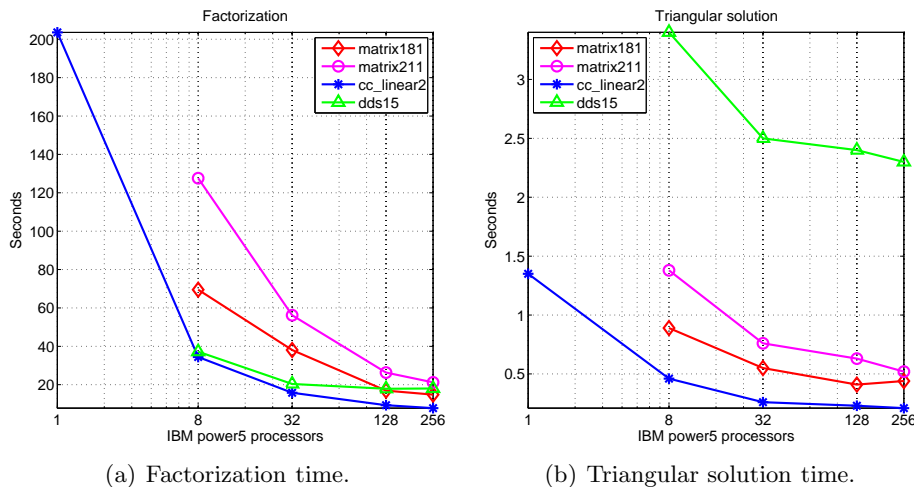 Factorization
200
180
160
140
120
100
80
60
40
20
Seconds
matrix181
matrix211
cc_linear2
dds15
1
8
32
128
256
IBM power5 processors
(a) Factorization time.
Triangular solution
3
2.5
2
1.5
1
0.5
Seconds
matrix181
matrix211
cc_linear2
dds15
1
8
32
128
256
IBM power5 processors
(b) Triangular solution time.